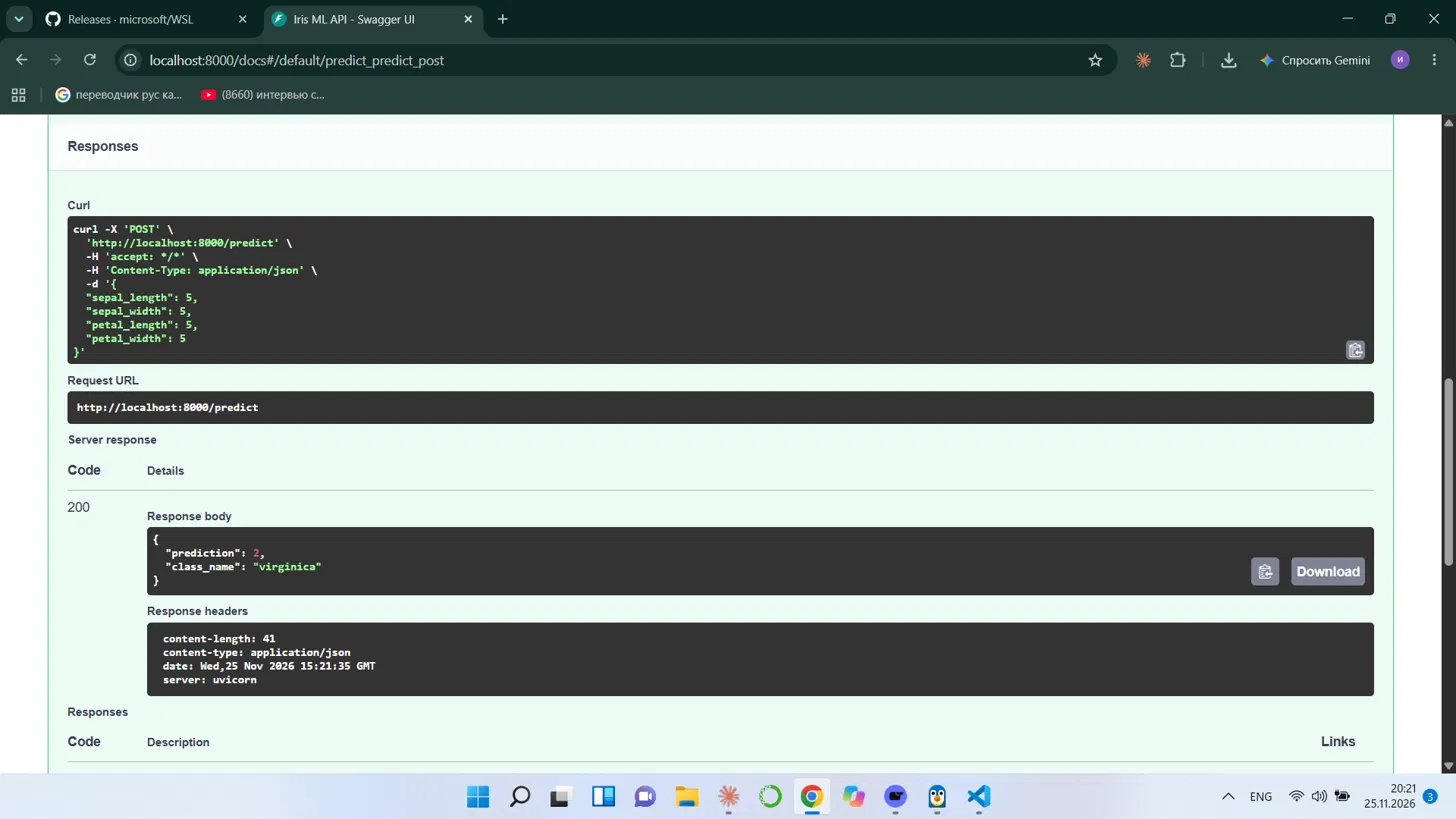 Releases · microsoft/WSL
Iris ML API - Swagger UI
localhost:8000/docs#/default/predict_predict_post
Спросить Gemini
и
переводчик рус ка...
(8660) интервью с...
Responses
Curl
curl -X 'POST' \
'http://localhost:8000/predict' \
-H 'accept: */*' \
-H 'Content-Type: application/json' \
-d '{
"sepal_length": 5,
"sepal_width": 5,
"petal_length": 5,
"petal_width": 5
}'
Request URL
http://localhost:8000/predict
Server response
Code Details
200
Response body
{
"prediction": 2,
"class_name": "virginica"
}
Download
Response headers
content-length: 41
content-type: application/json
date: Wed,25 Nov 2026 15:21:35 GMT
server: uvicorn
Responses
Code Description Links
ENG
20:21
25.11.2026
3